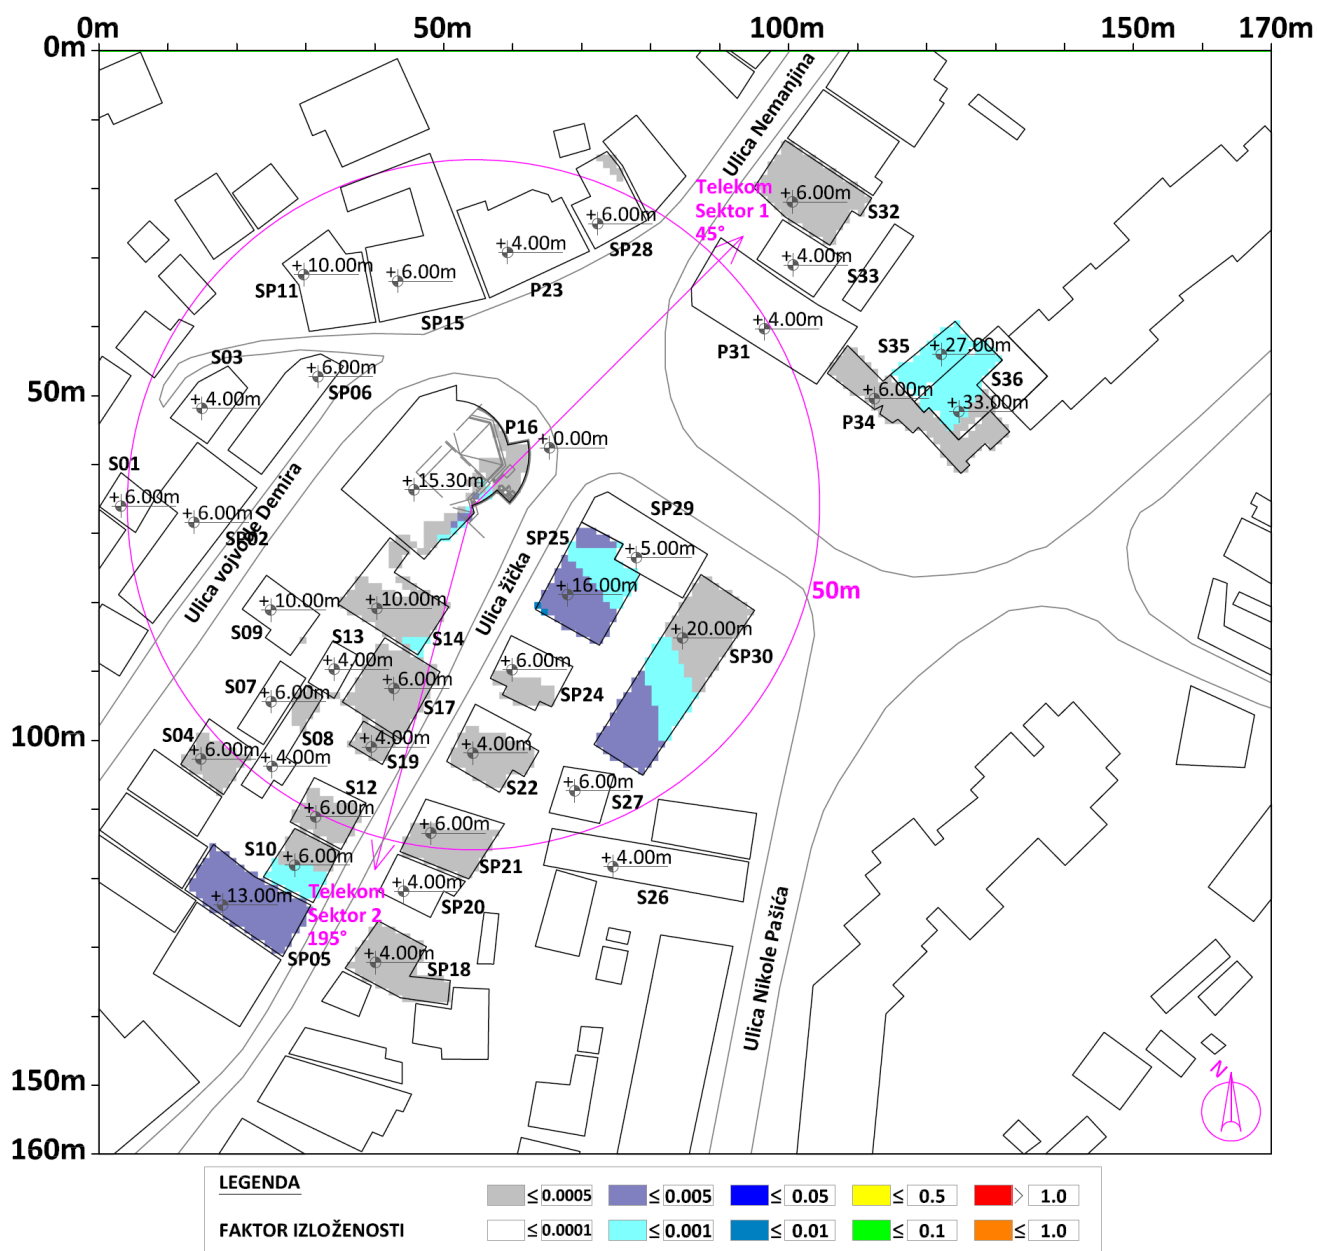 0m 50m 100m 150m 170m
0m
Ulica Nemanjina
Telekom
Sektor 1
45°
+6.00m
S32
+6.00m
SP28
+4.00m
P23
+4.00m
S33
+10.00m
SP11
+6.00m
SP15
+4.00m
P31
S03
+6.00m
SP06
+4.00m
S35
+27.00m
S36
50m
+6.00m
+33.00m
P34
P16
+0.00m
S01
+6.00m
+15.30m
+6.00m
SP02
Ulica vojvode Demira
SP29
SP25
+5.00m
Ulica žička
+16.00m
50m
+10.00m
S09
+10.00m
S13
S14
+20.00m
SP30
+4.00m
+6.00m
SP24
S07
+6.00m
+6.00m
S17
S04
+6.00m
S08
+4.00m
+4.00m
S19
+4.00m
S22
100m
+6.00m
S27
S12
+6.00m
+6.00m
SP21
S10
+6.00m
+4.00m
S26
Telekom
Sektor 2
195°
+4.00m
SP20
+13.00m
SP05
+4.00m
SP18
Ulica Nikole Pašića
150m
N
160m
LEGENDA
≤ 0.0005 ≤ 0.005 ≤ 0.05 ≤ 0.5 > 1.0
FAKTOR IZLOŽENOSTI
≤ 0.0001 ≤ 0.001 ≤ 0.01 ≤ 0.1 ≤ 1.0